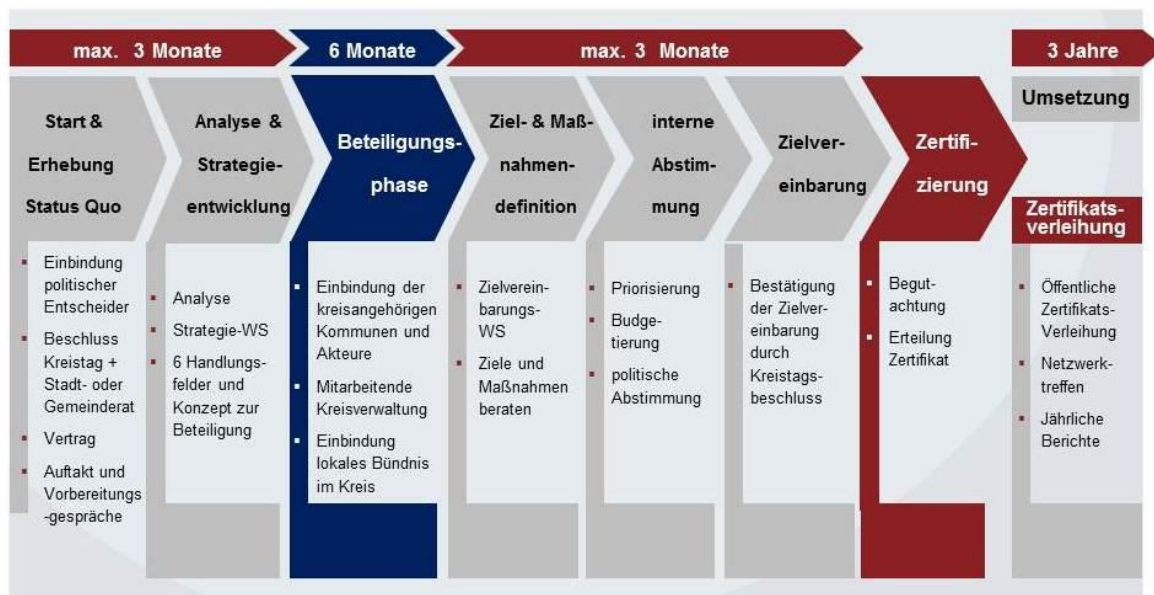 max. 3 Monate
6 Monate
max. 3 Monate
3 Jahre
Start &
Erhebung
Status Quo
Analyse &
Strategie-
entwicklung
Beteiligungs-
phase
Ziel- & Maß-
nahmen-
definition
interne
Abstim-
mung
Zielver-
einbarung
Zertifi-
zierung
Umsetzung
Zertifikats-
verleihung
▪ Einbindung
politischer
Entscheider
▪ Beschluss
Kreistag +
Stadt- oder
Gemeinderat
▪ Vertrag
▪ Auftakt und
Vorbereitungs
-gespräche
▪ Analyse
▪ Strategie-WS
▪ 6 Handlungs-
felder und
Konzept zur
Beteiligung
▪ Einbindung der
kreisangehörigen
Kommunen und
Akteure
▪ Mitarbeitende
Kreisverwaltung
▪ Einbindung
lokales Bündnis
im Kreis
▪ Zielverein-
barungs-
WS
▪ Ziele und
Maßnahmen
beraten
▪ Priorisierung
▪ Budge-
tierung
▪ politische
Abstimmung
▪ Bestätigung
der Zielver-
einbarung
durch
Kreistags-
beschluss
▪ Begut-
achtung
▪ Erteilung
Zertifikat
▪ Öffentliche
Zertifikats-
Verleihung
▪ Netzwerk-
treffen
▪ Jährliche
Berichte